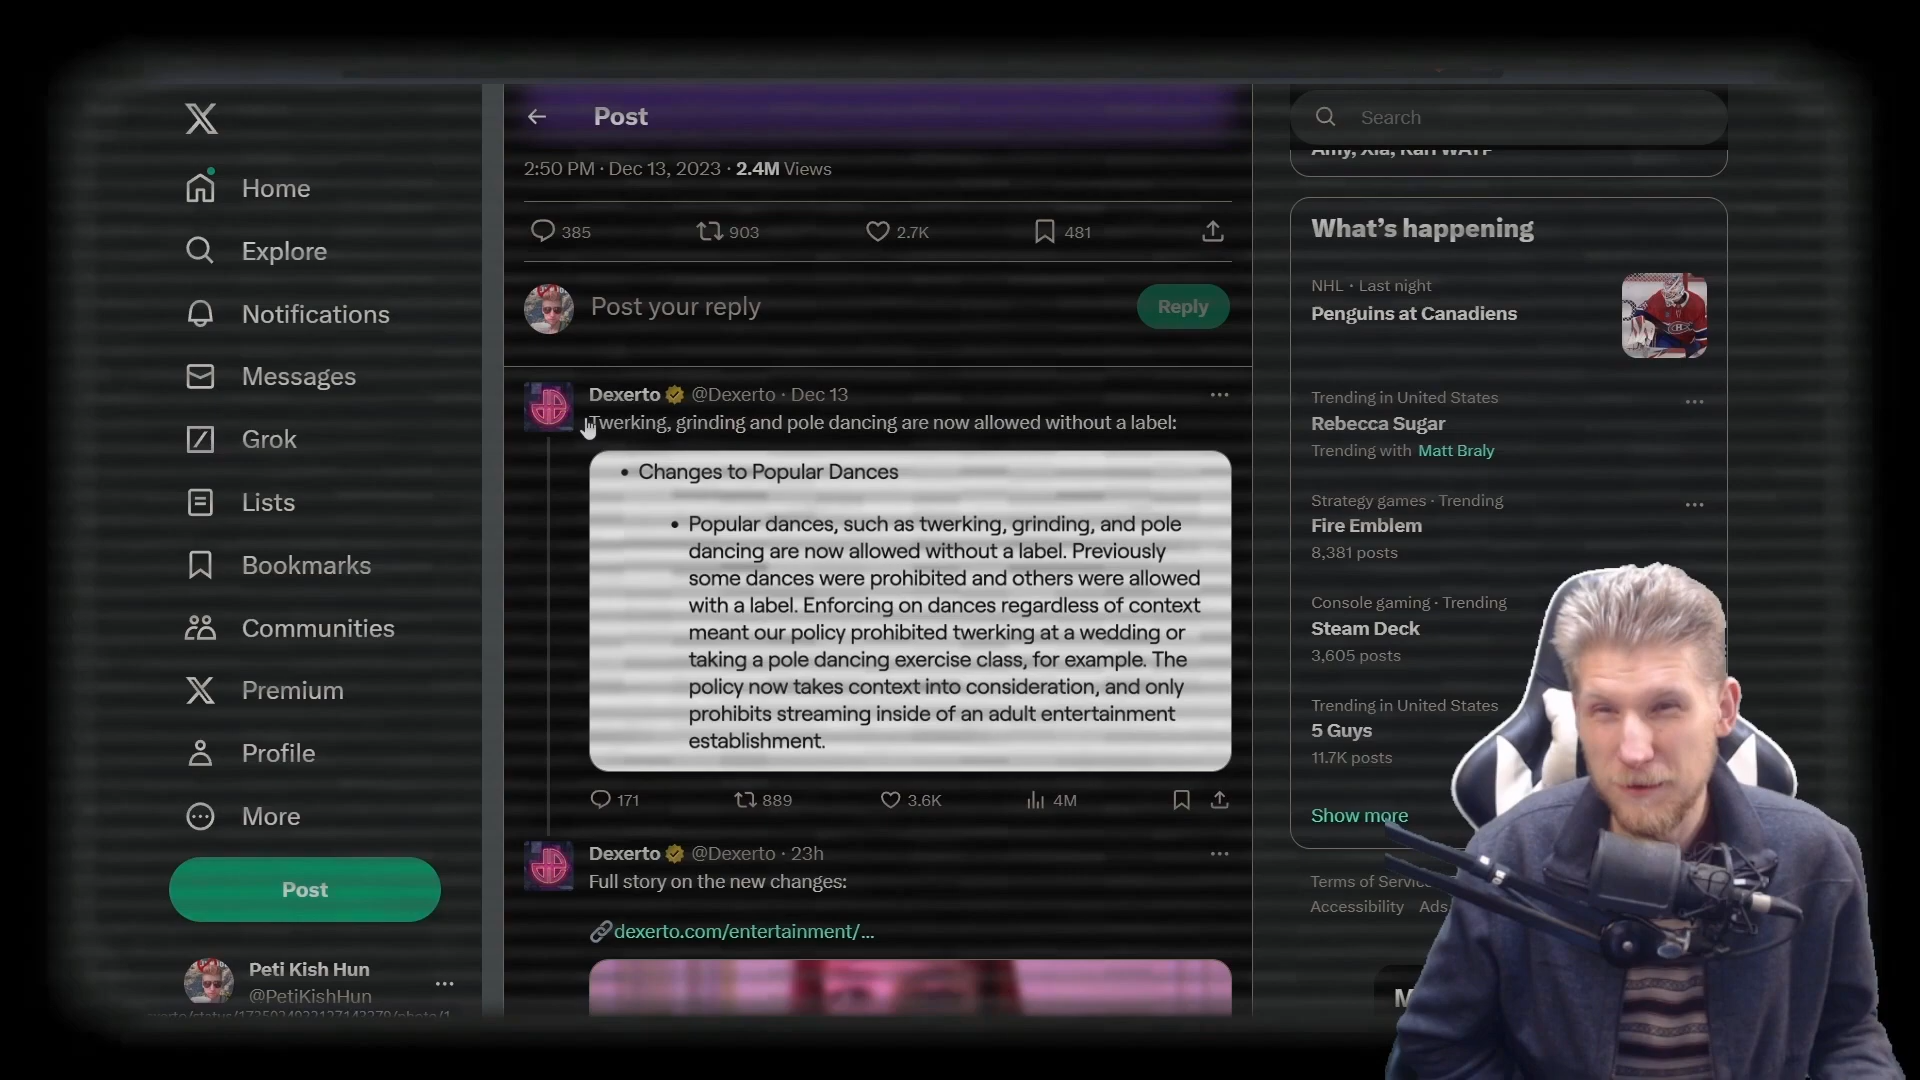 Home
Explore
Notifications
Messages
Grok
Lists
Bookmarks
Communities
Premium
Profile
More
Post
Peti Kish Hun
@PetiKishHun
Post
2:50 PM · Dec 13, 2023 · 2.4M Views
385 903 2.7K 481
Post your reply
Reply
Dexerto @Dexerto · Dec 13
Twerking, grinding and pole dancing are now allowed without a label:
• Changes to Popular Dances
• Popular dances, such as twerking, grinding, and pole
dancing are now allowed without a label. Previously
some dances were prohibited and others were allowed
with a label. Enforcing on dances regardless of context
meant our policy prohibited twerking at a wedding or
taking a pole dancing exercise class, for example. The
policy now takes context into consideration, and only
prohibits streaming inside of an adult entertainment
establishment.
171 889 3.6K 4M
Dexerto @Dexerto · 23h
Full story on the new changes:
dexerto.com/entertainment/...
Search
What's happening
NHL · Last night
Penguins at Canadiens
Trending in United States
Rebecca Sugar
Trending with Matt Braly
Strategy games · Trending
Fire Emblem
8,381 posts
Console gaming · Trending
Steam Deck
3,605 posts
Trending in United States
5 Guys
11.7K posts
Show more
Terms of Service
Accessibility Ads